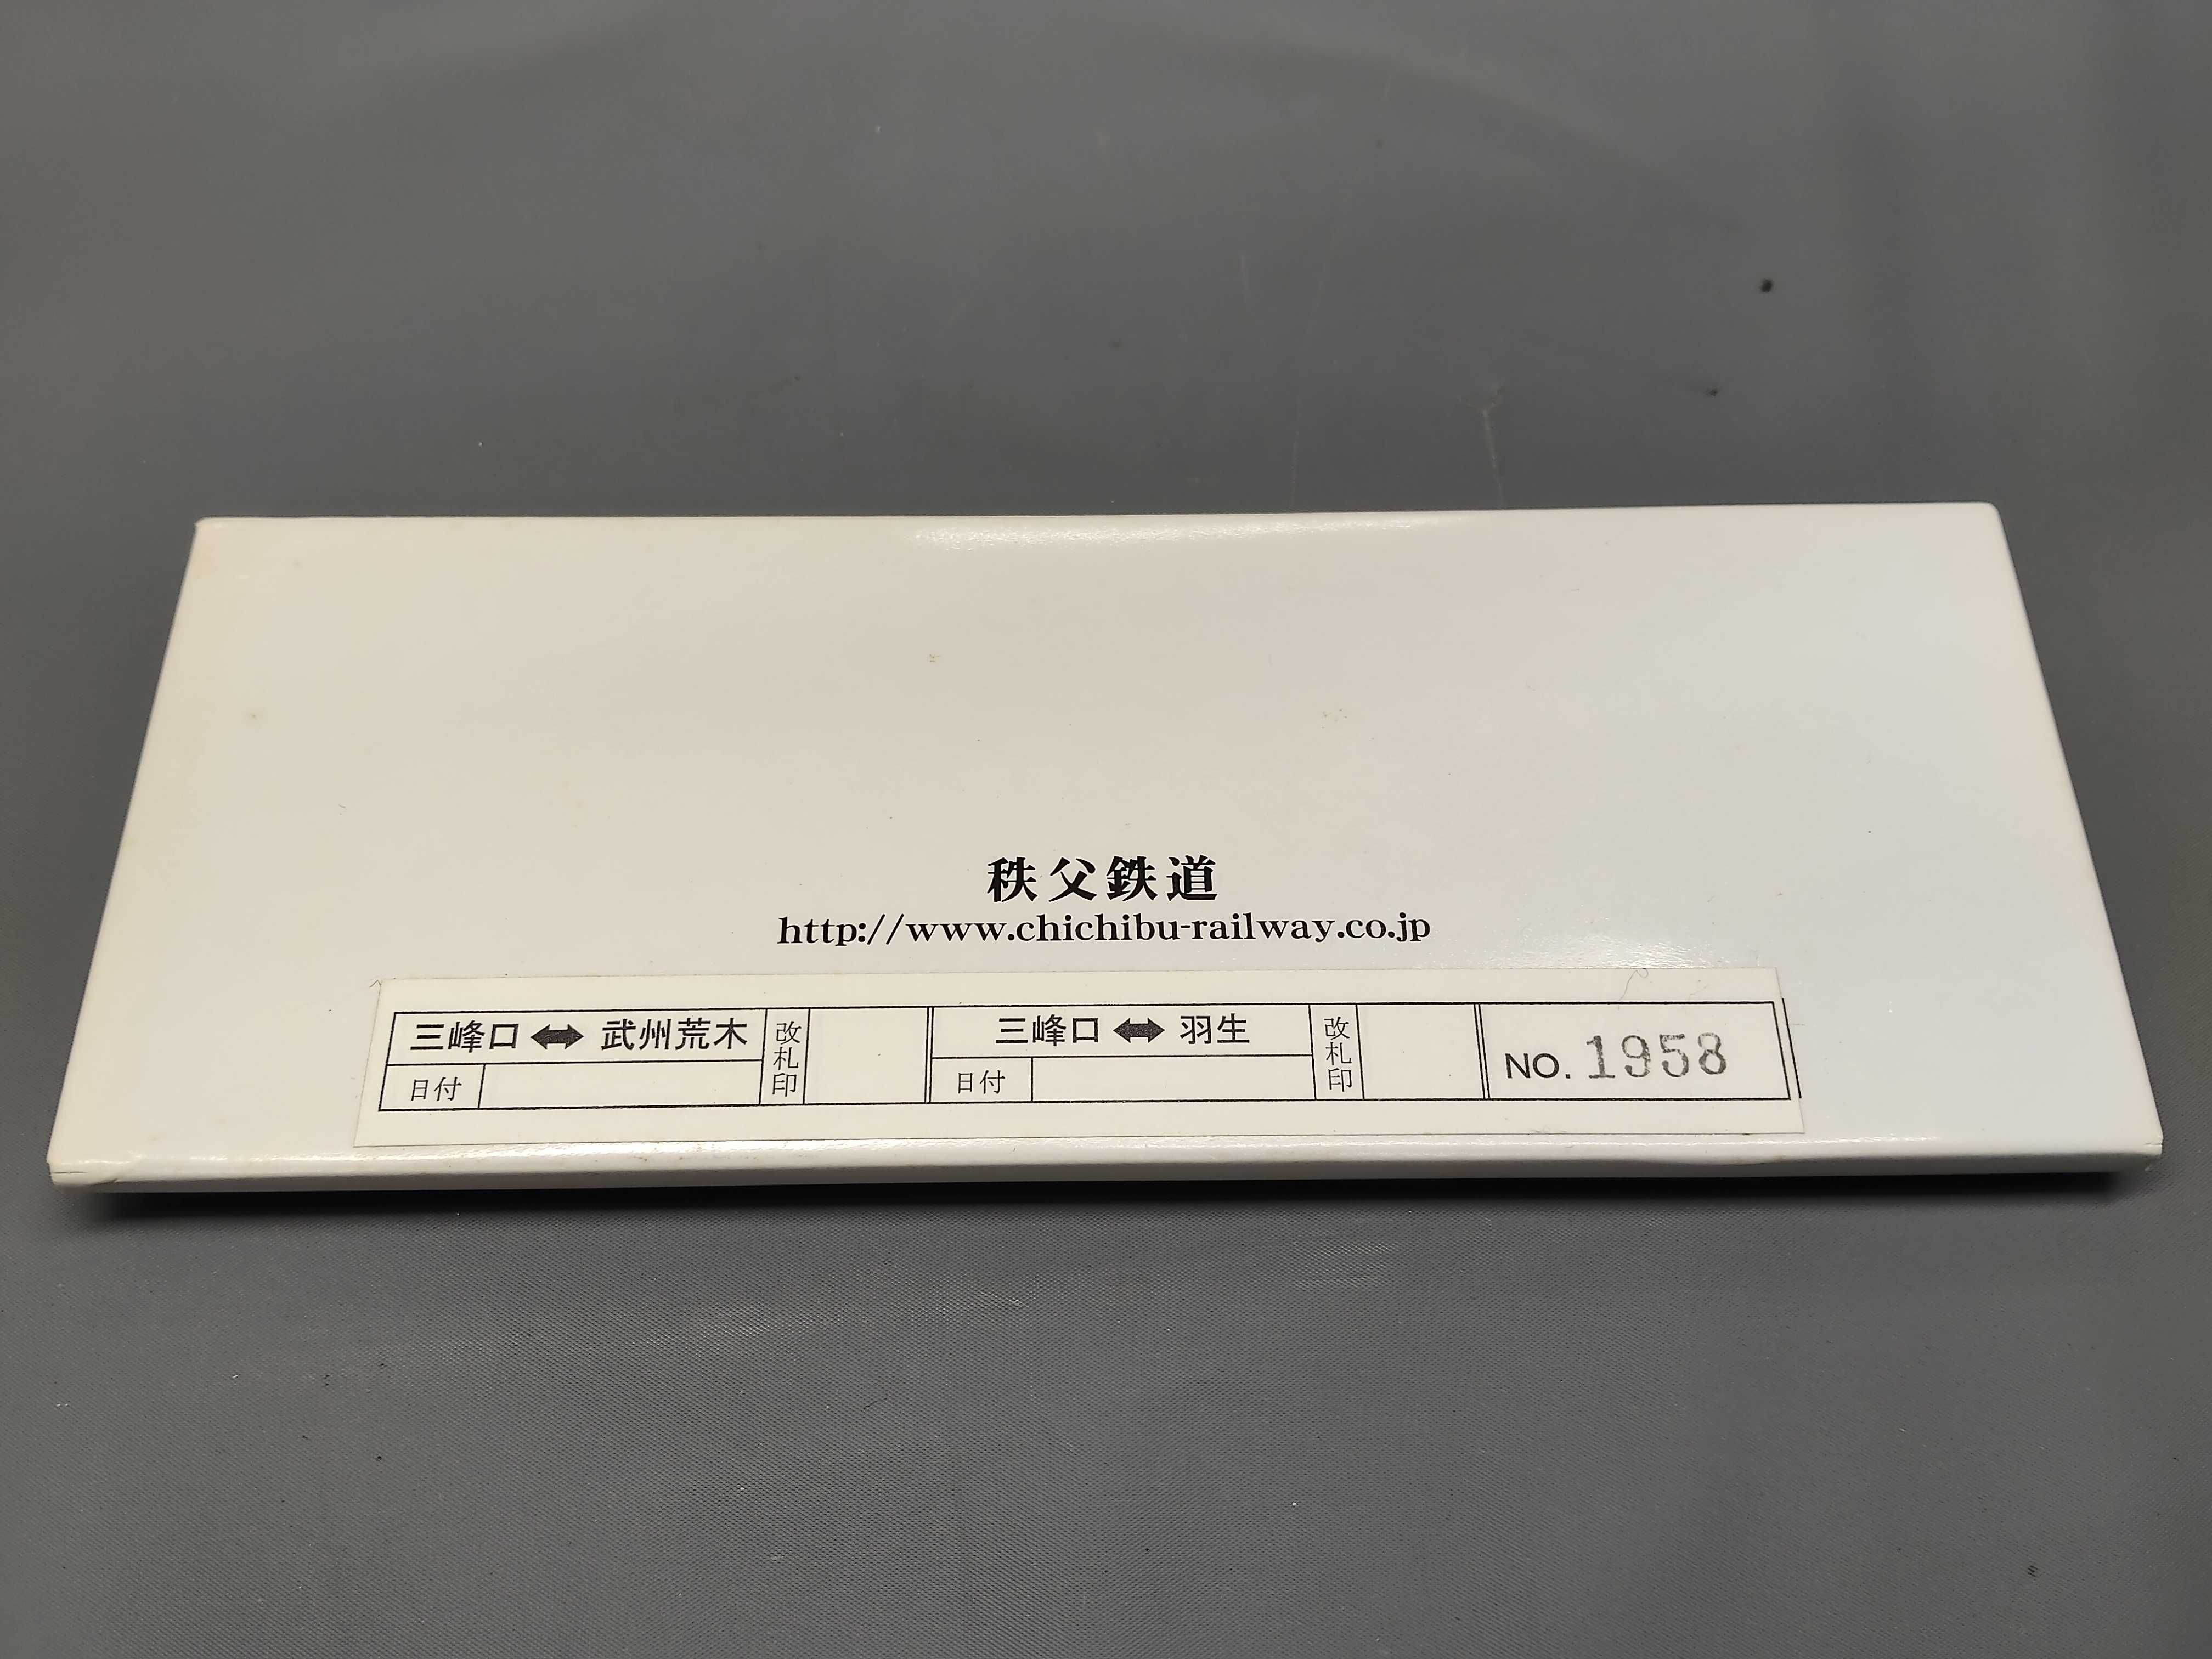 秩父鉄道
http://www.chichibu-railway.co.jp
三峰口 ⬌ 武州荒木 改札印 三峰口 ⬌ 羽生 改札印 NO. 1958
日付 日付